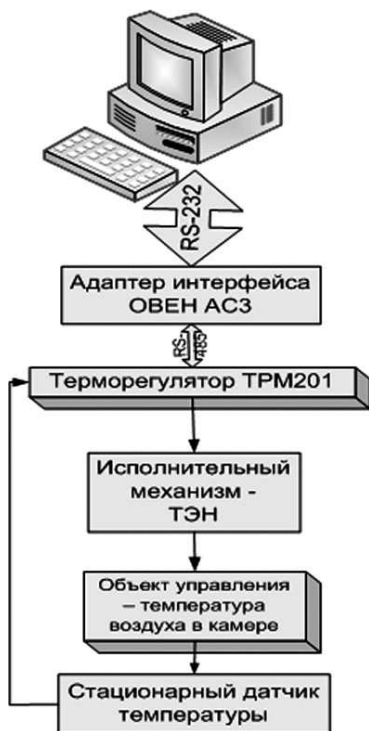 RS-232
Адаптер интерфейса
ОВЕН АС3
RS-
485
Терморегулятор ТРМ201
Исполнительный
механизм -
ТЭН
Объект управления
– температура
воздуха в камере
Стационарный датчик
температуры